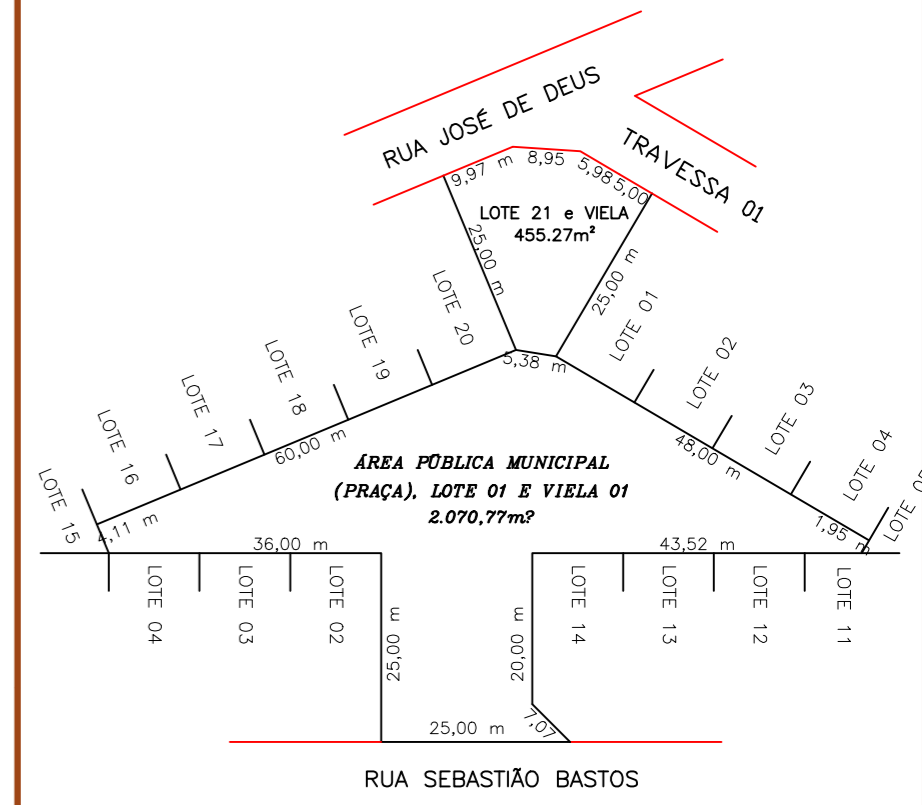 RUA JOSÉ DE DEUS
TRAVESSA 01
9,97 m
8,95
5,98
5,00
LOTE 21 e VIELA
455.27m²
25,00 m
25,00 m
5,38 m
LOTE 20
LOTE 19
LOTE 18
LOTE 17
LOTE 16
LOTE 15
LOTE 01
LOTE 02
LOTE 03
LOTE 04
60,00 m
48,00 m
4,11 m
1,95 m
ÁREA PÚBLICA MUNICIPAL
(PRAÇA), LOTE 01 E VIELA 01
2.070,77m?
36,00 m
43,52 m
LOTE 04
LOTE 03
LOTE 02
LOTE 14
LOTE 13
LOTE 12
LOTE 11
25,00 m
20,00 m
7,07
25,00 m
RUA SEBASTIÃO BASTOS